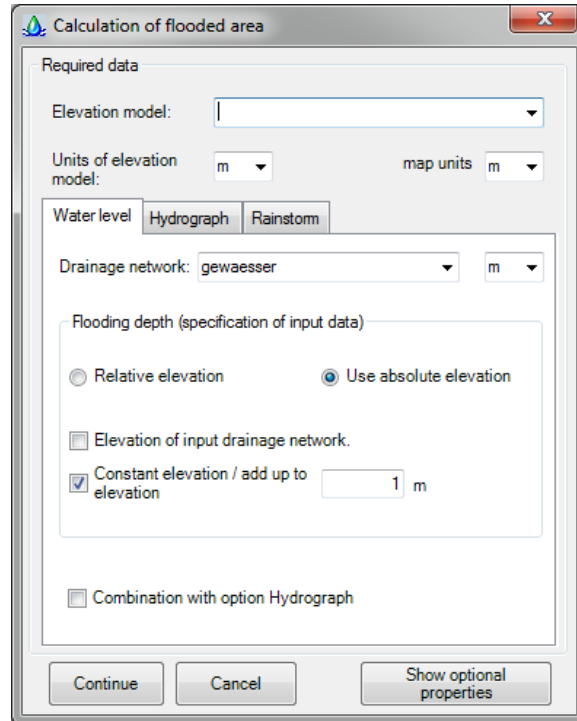 Calculation of flooded area
Required data
Elevation model:
Units of elevation
model:
m
map units
m
Water level
Hydrograph
Rainstorm
Drainage network:
gewaesser
m
Flooding depth (specification of input data)
Relative elevation
Use absolute elevation
Elevation of input drainage network.
Constant elevation / add up to
elevation
1
m
Combination with option Hydrograph
Continue
Cancel
Show optional
properties